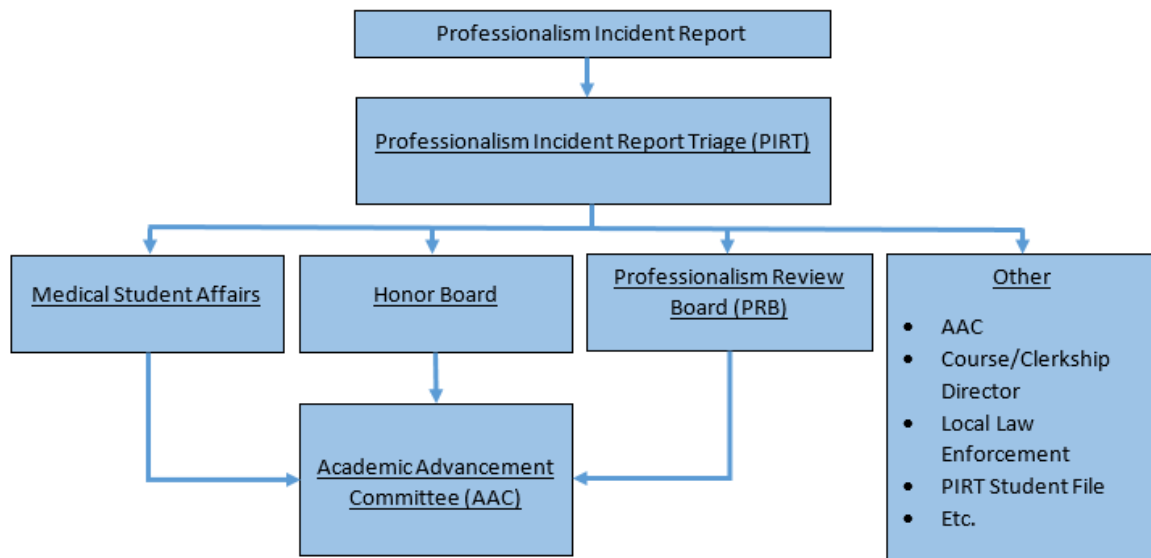 Professionalism Incident Report
Professionalism Incident Report Triage (PIRT)
Medical Student Affairs
Honor Board
Professionalism Review
Board (PRB)
Other
• AAC
• Course/Clerkship
Director
• Local Law
Enforcement
• PIRT Student File
• Etc.
Academic Advancement
Committee (AAC)